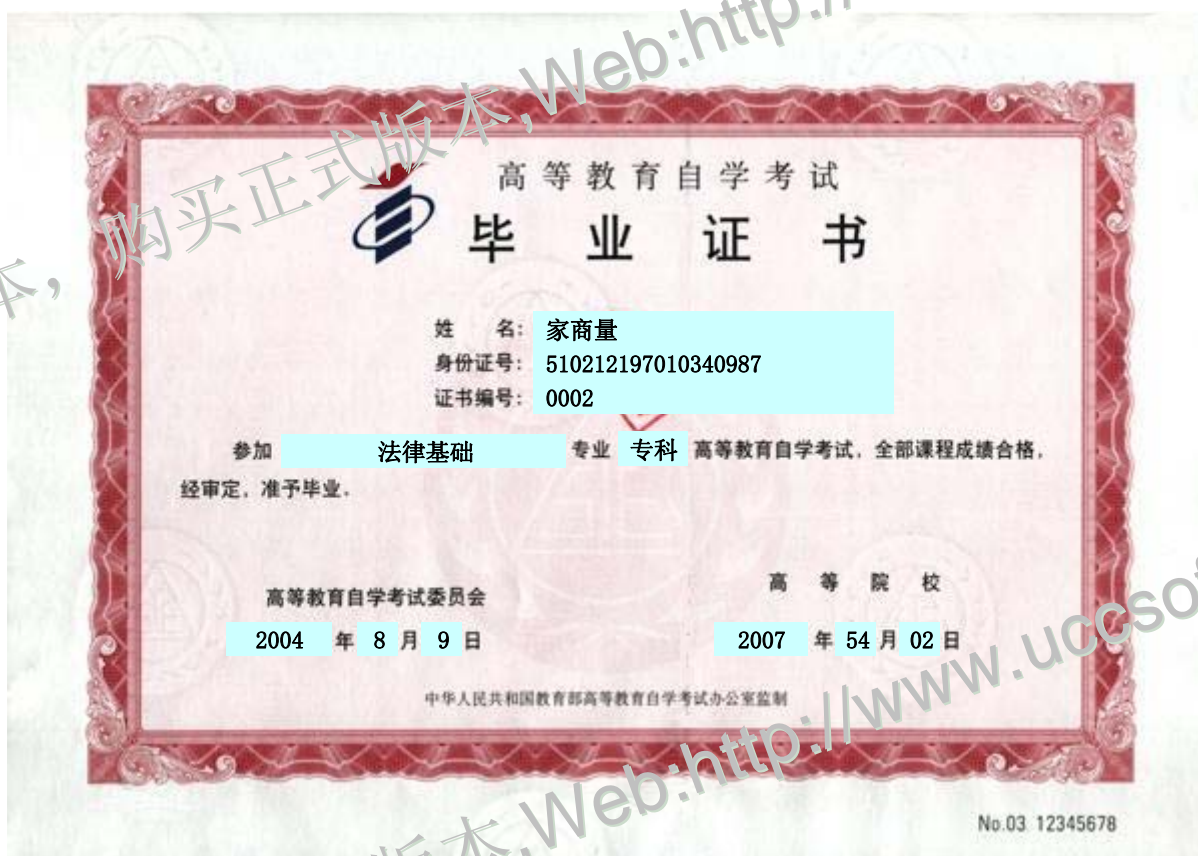 高等教育自学考试
毕业证书
姓 名： 家商量
身份证号： 510212197010340987
证书编号： 0002
参加 法律基础 专业 专科 高等教育自学考试，全部课程成绩合格，
经审定，准予毕业。
高等教育自学考试委员会
高等院校
2004 年 8 月 9 日
2007 年 54 月 02 日
中华人民共和国教育部高等教育自学考试办公室监制
No.03 12345678
本，购买正式版本,Web:http://
版本,Web:http://www.uccso